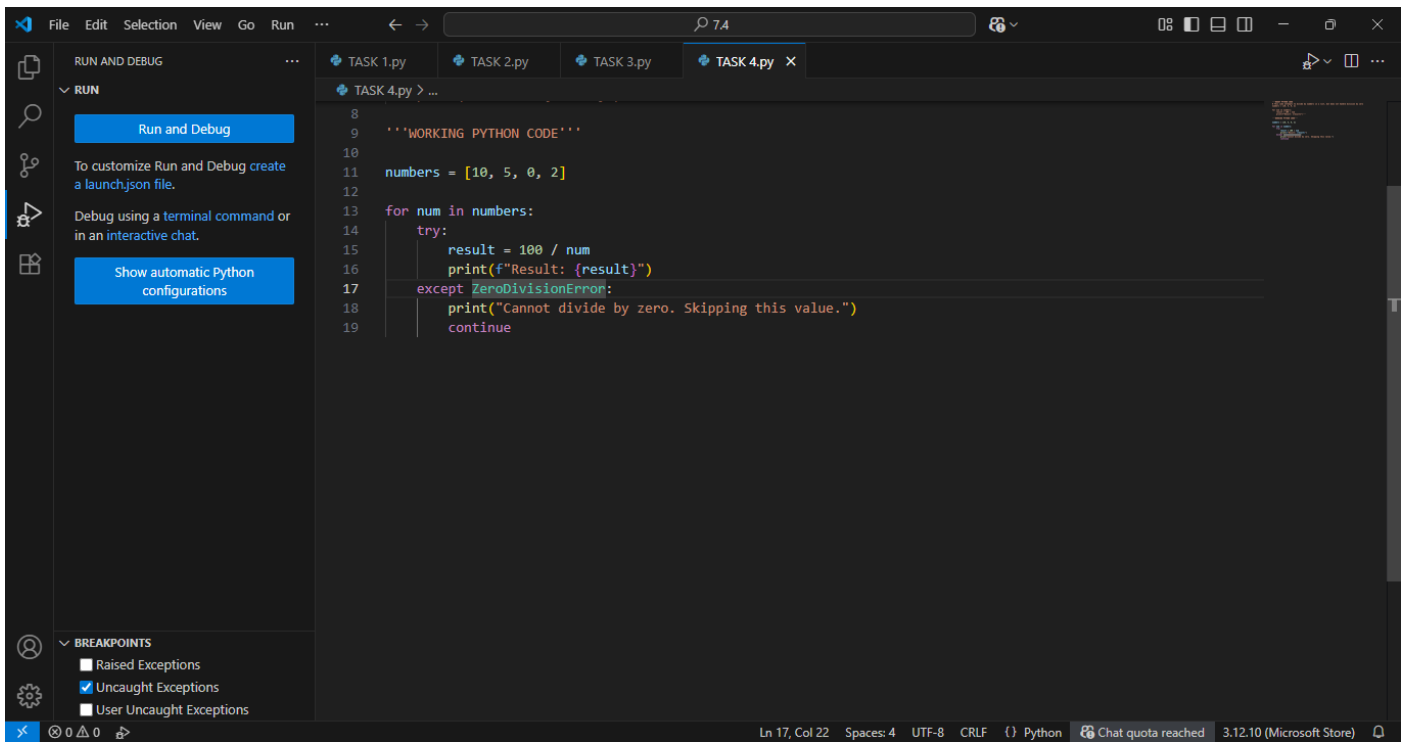 File Edit Selection View Go Run ... 7.4
RUN AND DEBUG ...
RUN
Run and Debug
To customize Run and Debug create
a launch.json file.
Debug using a terminal command or
in an interactive chat.
Show automatic Python
configurations
TASK 1.py TASK 2.py TASK 3.py TASK 4.py
TASK 4.py > ...
8
9 '''WORKING PYTHON CODE'''
10
11 numbers = [10, 5, 0, 2]
12
13 for num in numbers:
14     try:
15         result = 100 / num
16         print(f"Result: {result}")
17     except ZeroDivisionError:
18         print("Cannot divide by zero. Skipping this value.")
19         continue
BREAKPOINTS
Raised Exceptions
Uncaught Exceptions
User Uncaught Exceptions
0 0 Ln 17, Col 22 Spaces: 4 UTF-8 CRLF {} Python Chat quota reached 3.12.10 (Microsoft Store)